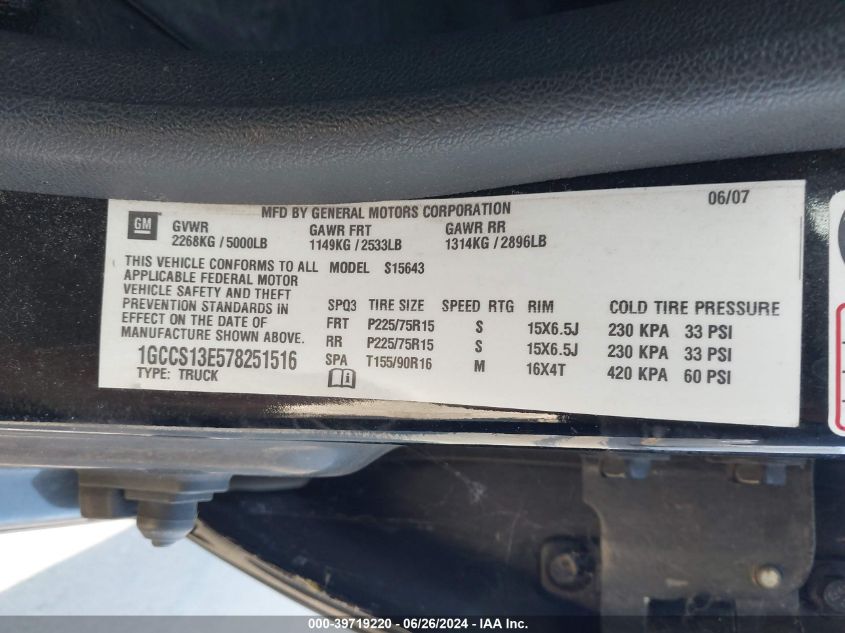 MFD BY GENERAL MOTORS CORPORATION 06/07
GM GVWR GAWR FRT GAWR RR
2268KG / 5000LB 1149KG / 2533LB 1314KG / 2896LB
THIS VEHICLE CONFORMS TO ALL MODEL S15643
APPLICABLE FEDERAL MOTOR
VEHICLE SAFETY AND THEFT
PREVENTION STANDARDS IN SPQ3 TIRE SIZE SPEED RTG RIM COLD TIRE PRESSURE
EFFECT ON THE DATE OF FRT P225/75R15 S 15X6.5J 230 KPA 33 PSI
MANUFACTURE SHOWN ABOVE. RR P225/75R15 S 15X6.5J 230 KPA 33 PSI
1GCCS13E578251516 SPA T155/90R16 M 16X4T 420 KPA 60 PSI
TYPE: TRUCK
000-39719220 - 06/26/2024 - IAA Inc.